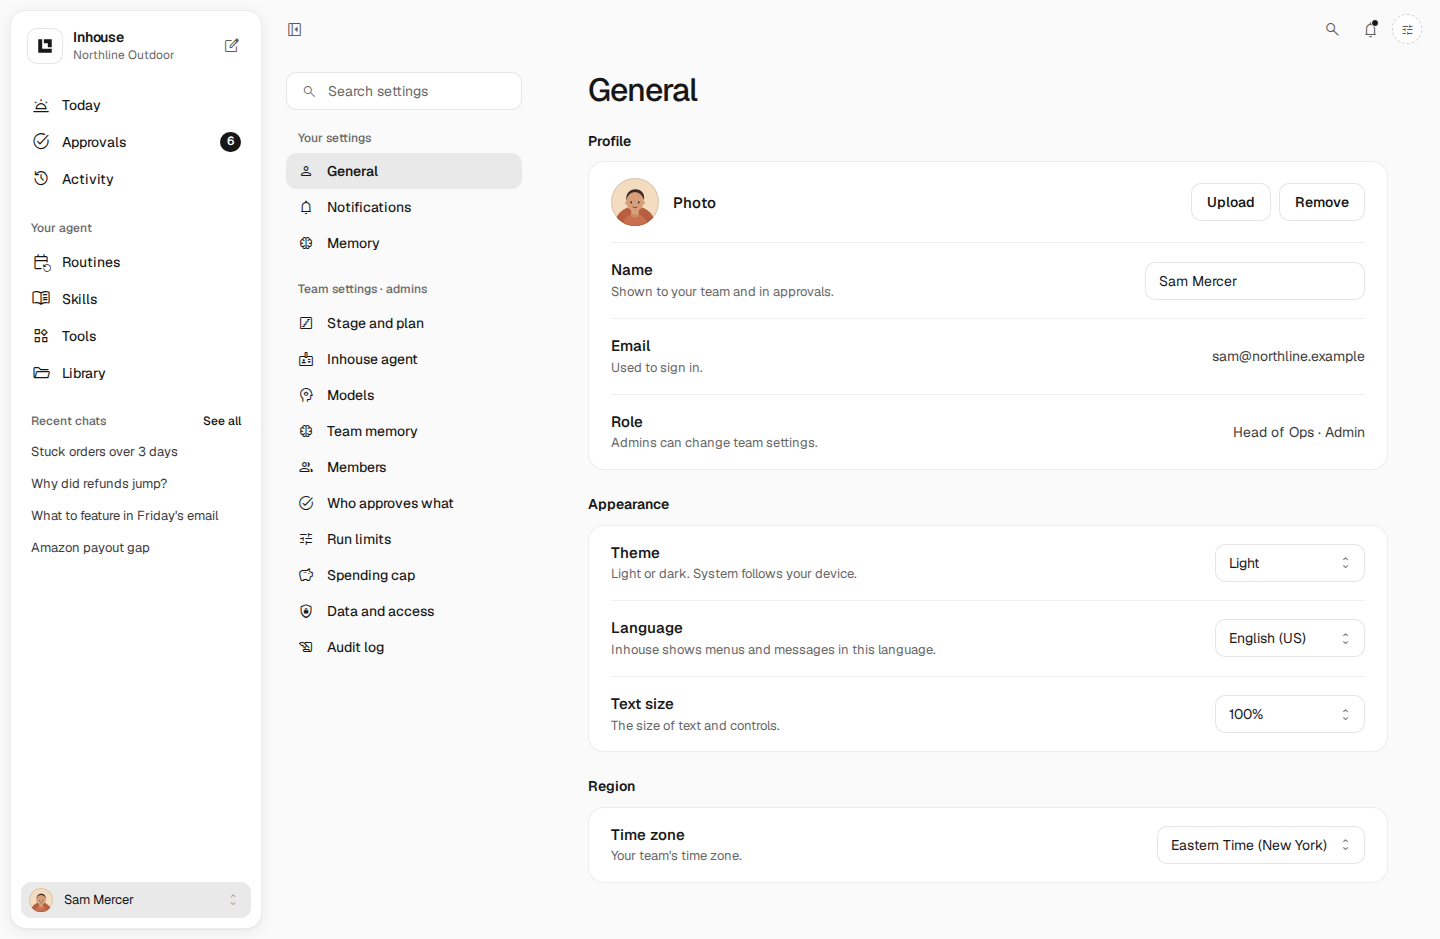 Inhouse
Northline Outdoor
Today
Approvals
6
Activity
Your agent
Routines
Skills
Tools
Library
Recent chats
See all
Stuck orders over 3 days
Why did refunds jump?
What to feature in Friday's email
Amazon payout gap
Sam Mercer
Search settings
Your settings
General
Notifications
Memory
Team settings · admins
Stage and plan
Inhouse agent
Models
Team memory
Members
Who approves what
Run limits
Spending cap
Data and access
Audit log
General
Profile
Photo
Upload
Remove
Name
Shown to your team and in approvals.
Sam Mercer
Email
Used to sign in.
sam@northline.example
Role
Admins can change team settings.
Head of Ops · Admin
Appearance
Theme
Light or dark. System follows your device.
Light
Language
Inhouse shows menus and messages in this language.
English (US)
Text size
The size of text and controls.
100%
Region
Time zone
Your team's time zone.
Eastern Time (New York)